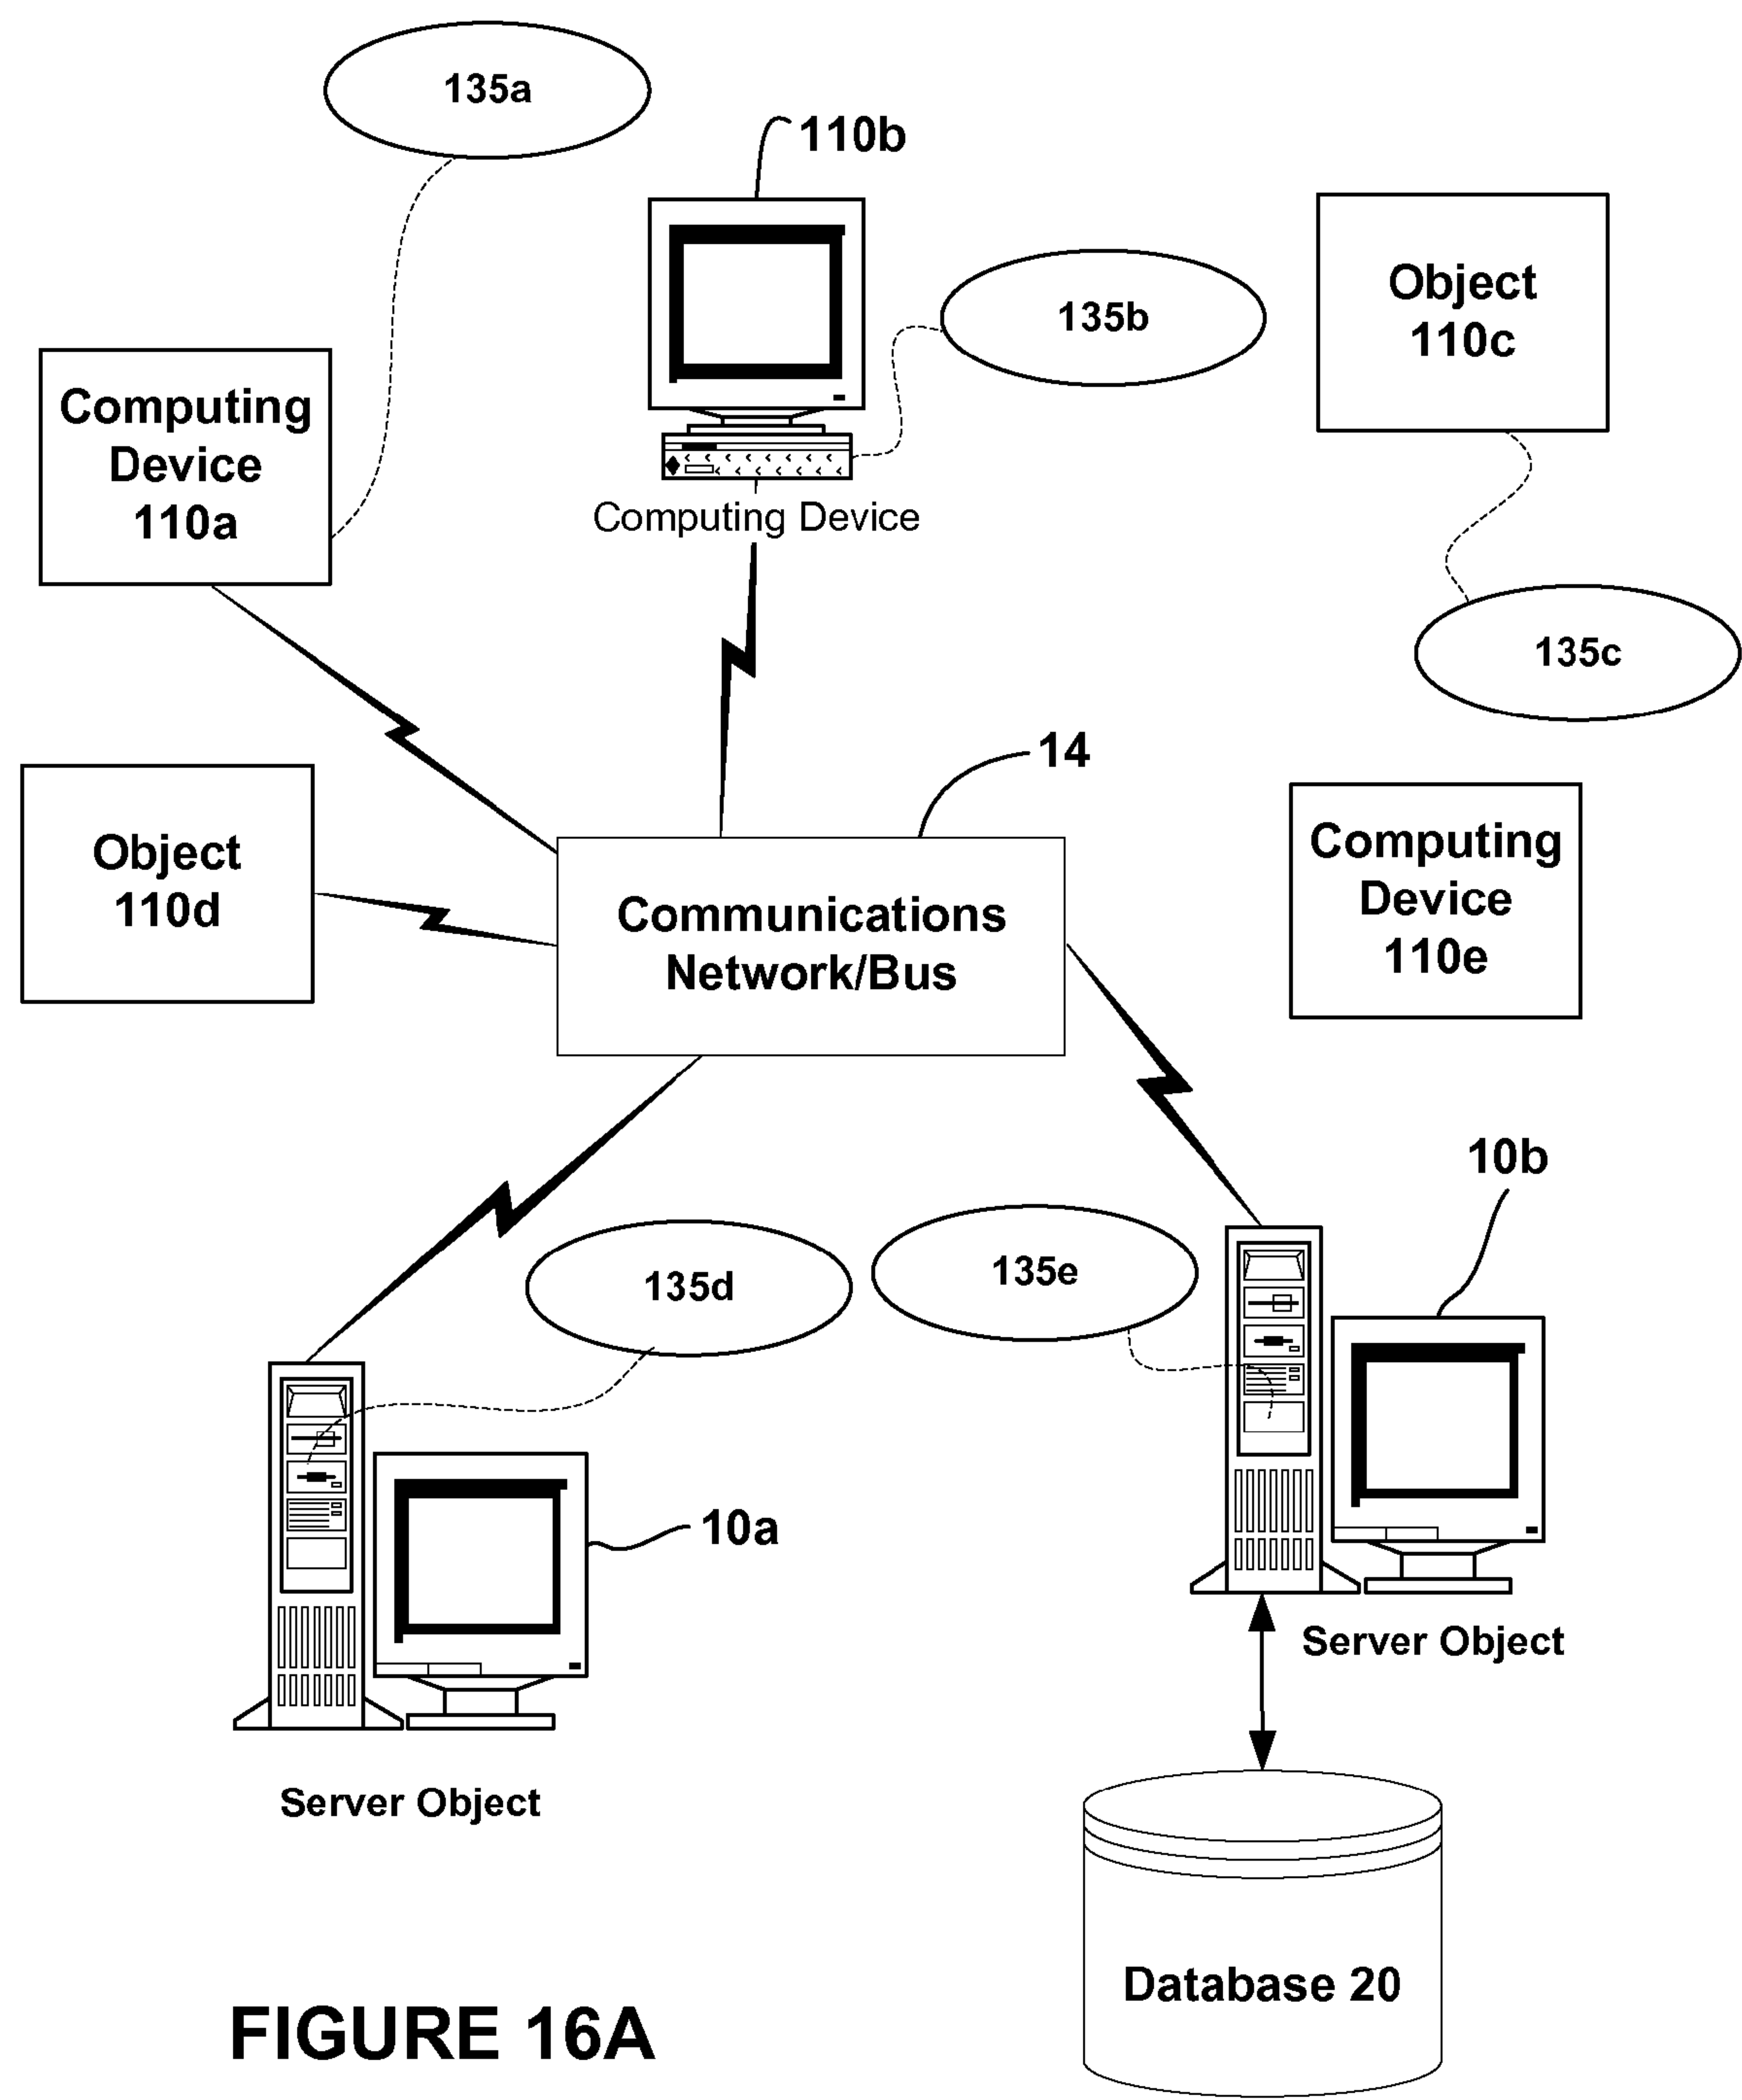 135a
110b
135b
Object
110c
Computing
Device
110a
Computing Device
135c
14
Object
110d
Communications
Network/Bus
Computing
Device
110e
10b
135d
135e
10a
Server Object
Server Object
Database 20
FIGURE 16A